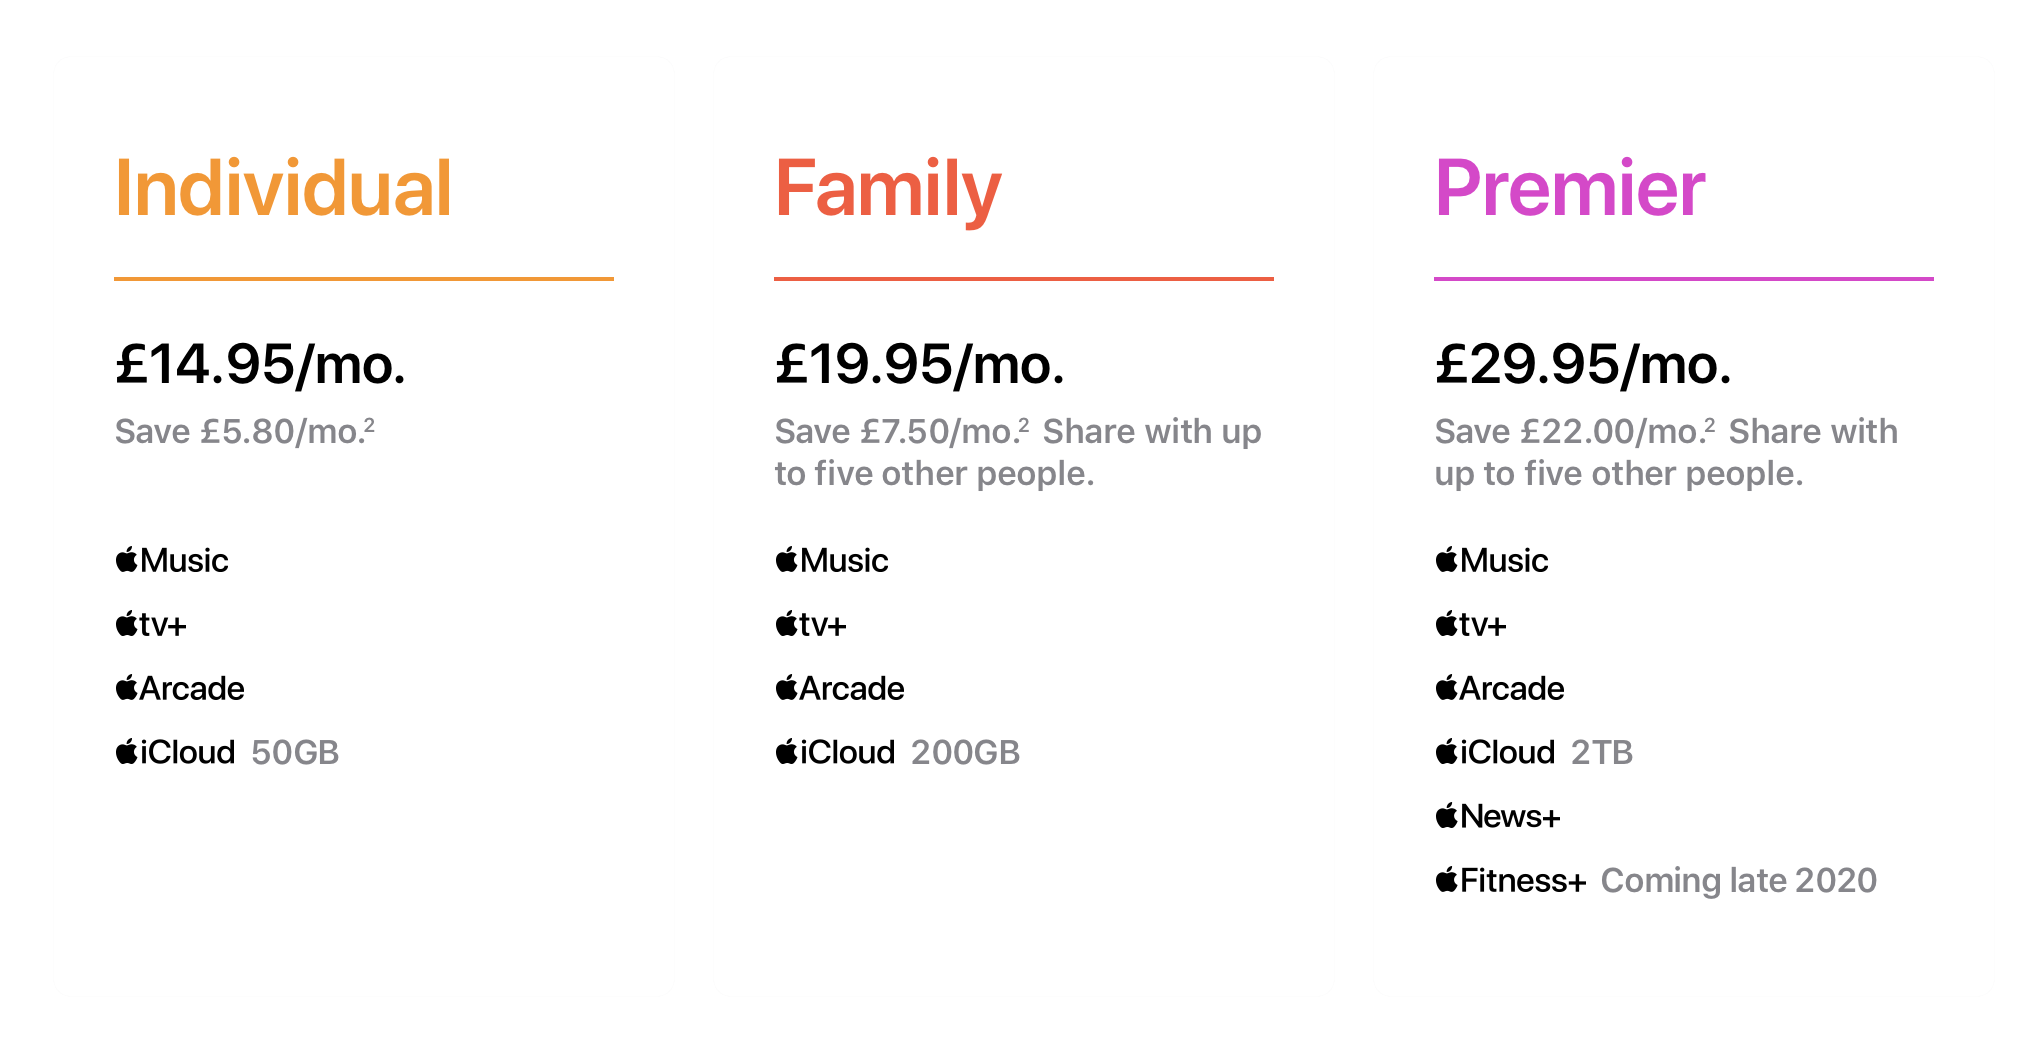 Individual
£14.95/mo.
Save £5.80/mo.²
Music
tv+
Arcade
iCloud 50GB
Family
£19.95/mo.
Save £7.50/mo.² Share with up
to five other people.
Music
tv+
Arcade
iCloud 200GB
Premier
£29.95/mo.
Save £22.00/mo.² Share with
up to five other people.
Music
tv+
Arcade
iCloud 2TB
News+
Fitness+ Coming late 2020